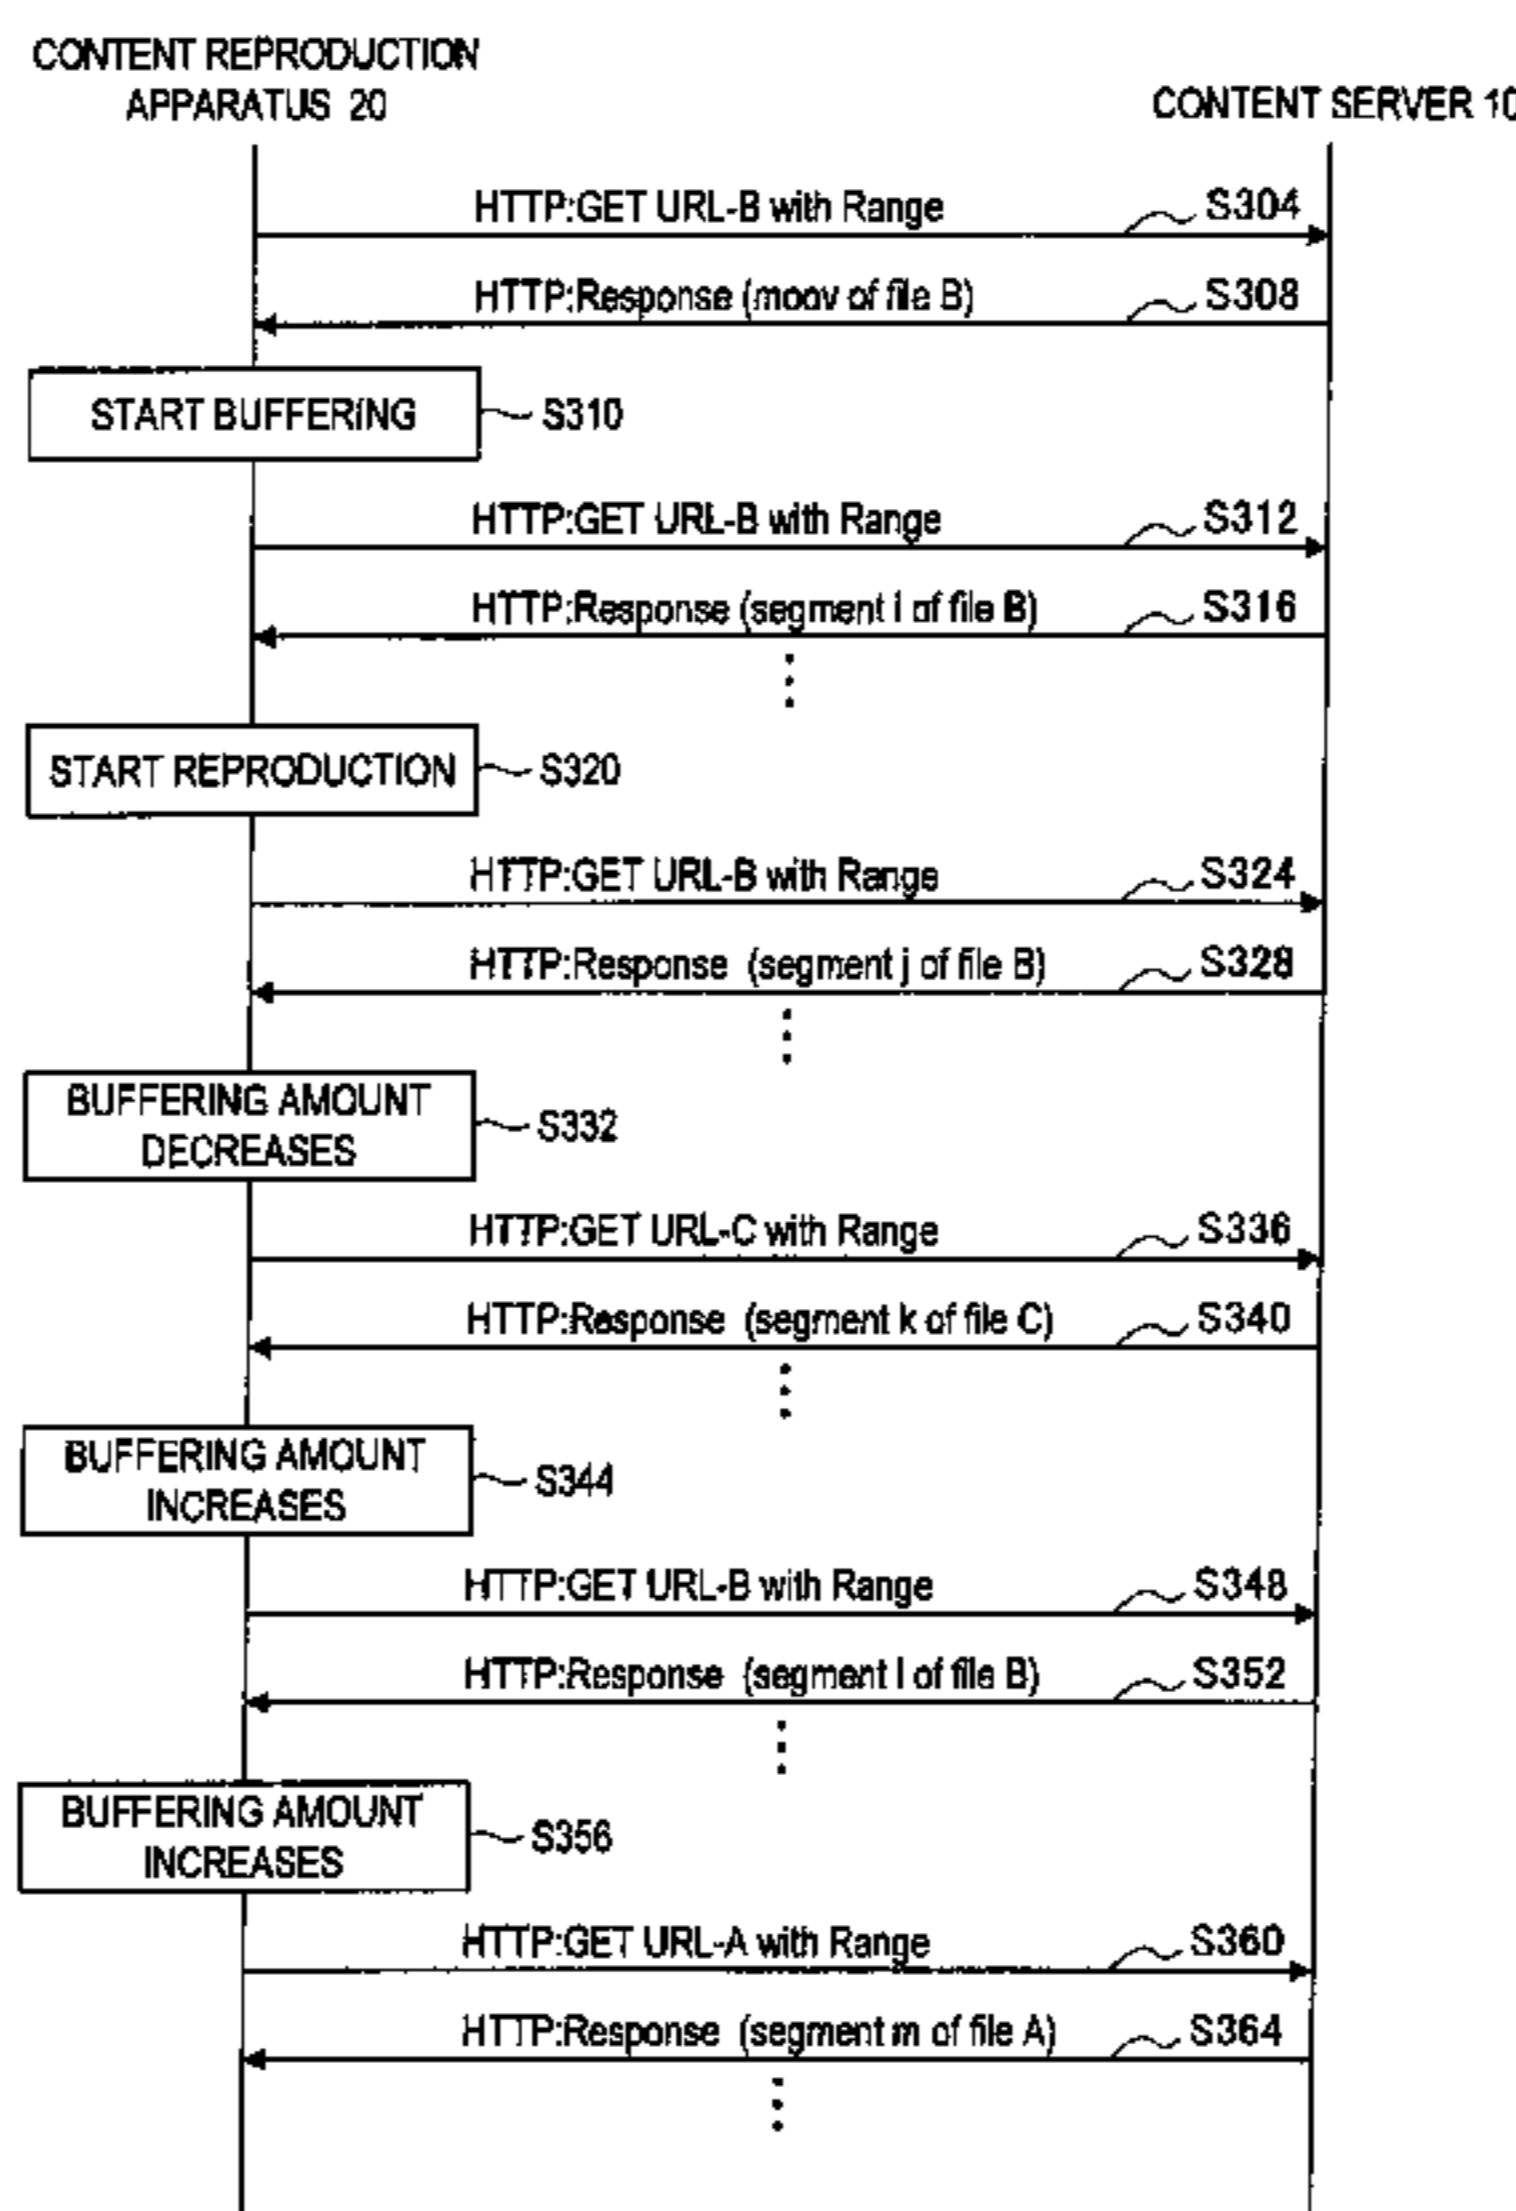 CONTENT REPRODUCTION
APPARATUS 20
CONTENT SERVER 10
HTTP:GET URL-B with Range
S304
HTTP:Response (moov of file B)
S308
START BUFFERING
S310
HTTP:GET URL-B with Range
S312
HTTP:Response (segment i of file B)
S316
START REPRODUCTION
S320
HTTP:GET URL-B with Range
S324
HTTP:Response (segment j of file B)
S328
BUFFERING AMOUNT
DECREASES
S332
HTTP:GET URL-C with Range
S336
HTTP:Response (segment k of file C)
S340
BUFFERING AMOUNT
INCREASES
S344
HTTP:GET URL-B with Range
S348
HTTP:Response (segment l of file B)
S352
BUFFERING AMOUNT
INCREASES
S356
HTTP:GET URL-A with Range
S360
HTTP:Response (segment m of file A)
S364